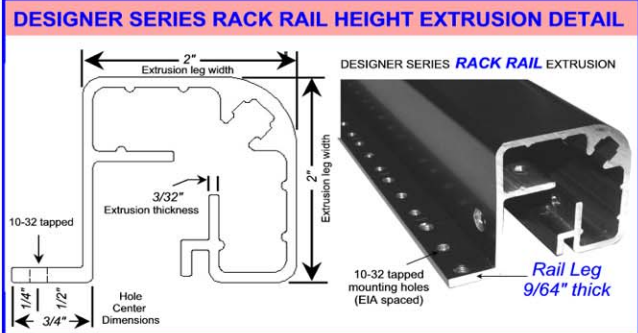 DESIGNER SERIES RACK RAIL HEIGHT EXTRUSION DETAIL
2"
Extrusion leg width
DESIGNER SERIES RACK RAIL EXTRUSION
2"
Extrusion leg width
3/32"
Extrusion thickness
10-32 tapped
1/4"
1/2"
3/4"
Hole
Center
Dimensions
10-32 tapped
mounting holes
(EIA spaced)
Rail Leg
9/64" thick